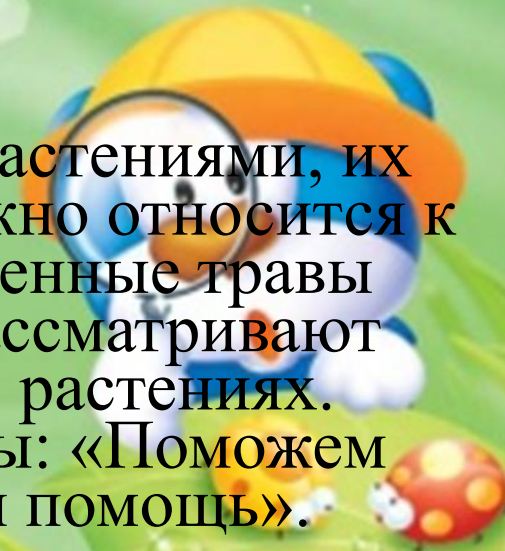 астениями, их
жно относится к
енные травы
ссматривают
растениях.
ы: «Поможем
помощь».